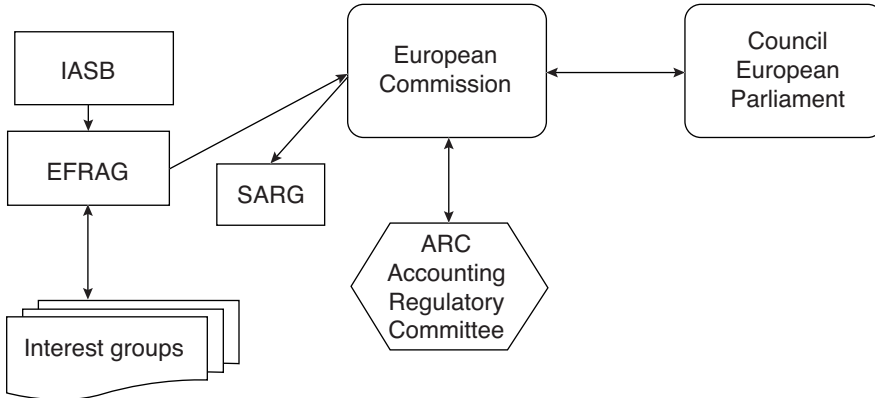 IASB
EFRAG
Interest groups
SARG
European
Commission
ARC
Accounting
Regulatory
Committee
Council
European
Parliament